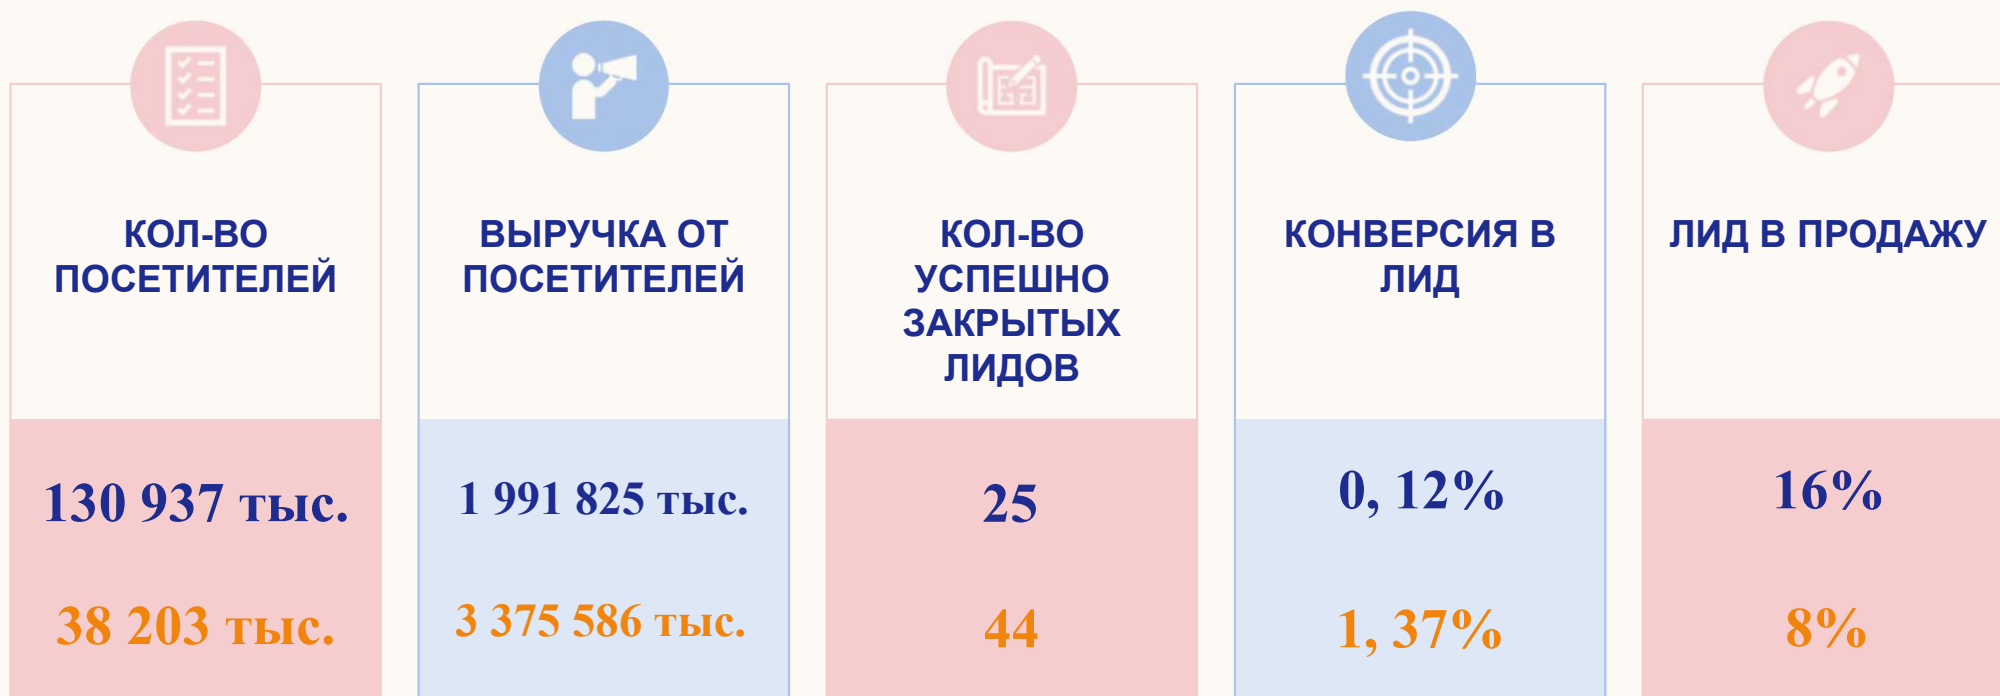 КОЛ-ВО
ПОСЕТИТЕЛЕЙ
130 937 тыс.
38 203 тыс.
ВЫРУЧКА ОТ
ПОСЕТИТЕЛЕЙ
1 991 825 тыс.
3 375 586 тыс.
КОЛ-ВО
УСПЕШНО
ЗАКРЫТЫХ
ЛИДОВ
25
44
КОНВЕРСИЯ В
ЛИД
0, 12%
1, 37%
ЛИД В ПРОДАЖУ
16%
8%